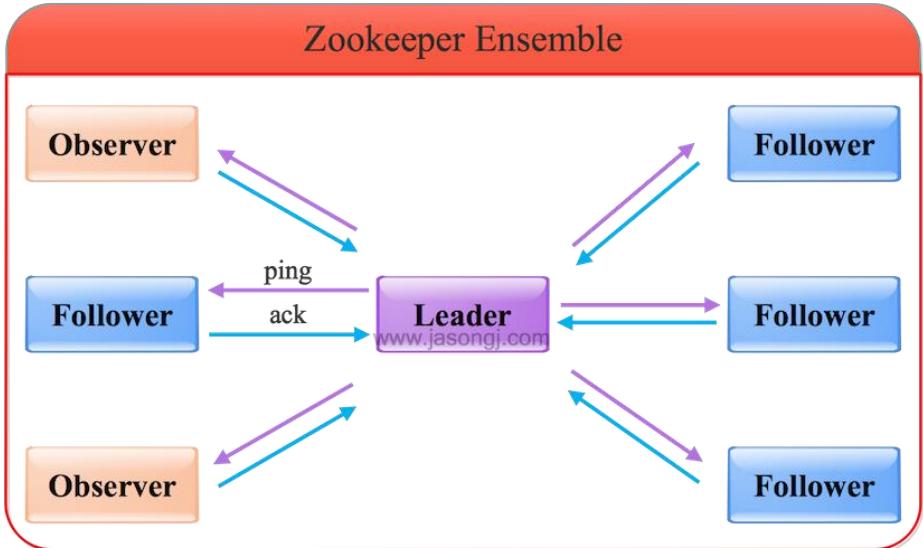 Zookeeper Ensemble
Observer
Follower
ping
Follower
ack
Leader
Follower
www.jasongj.com
Observer
Follower